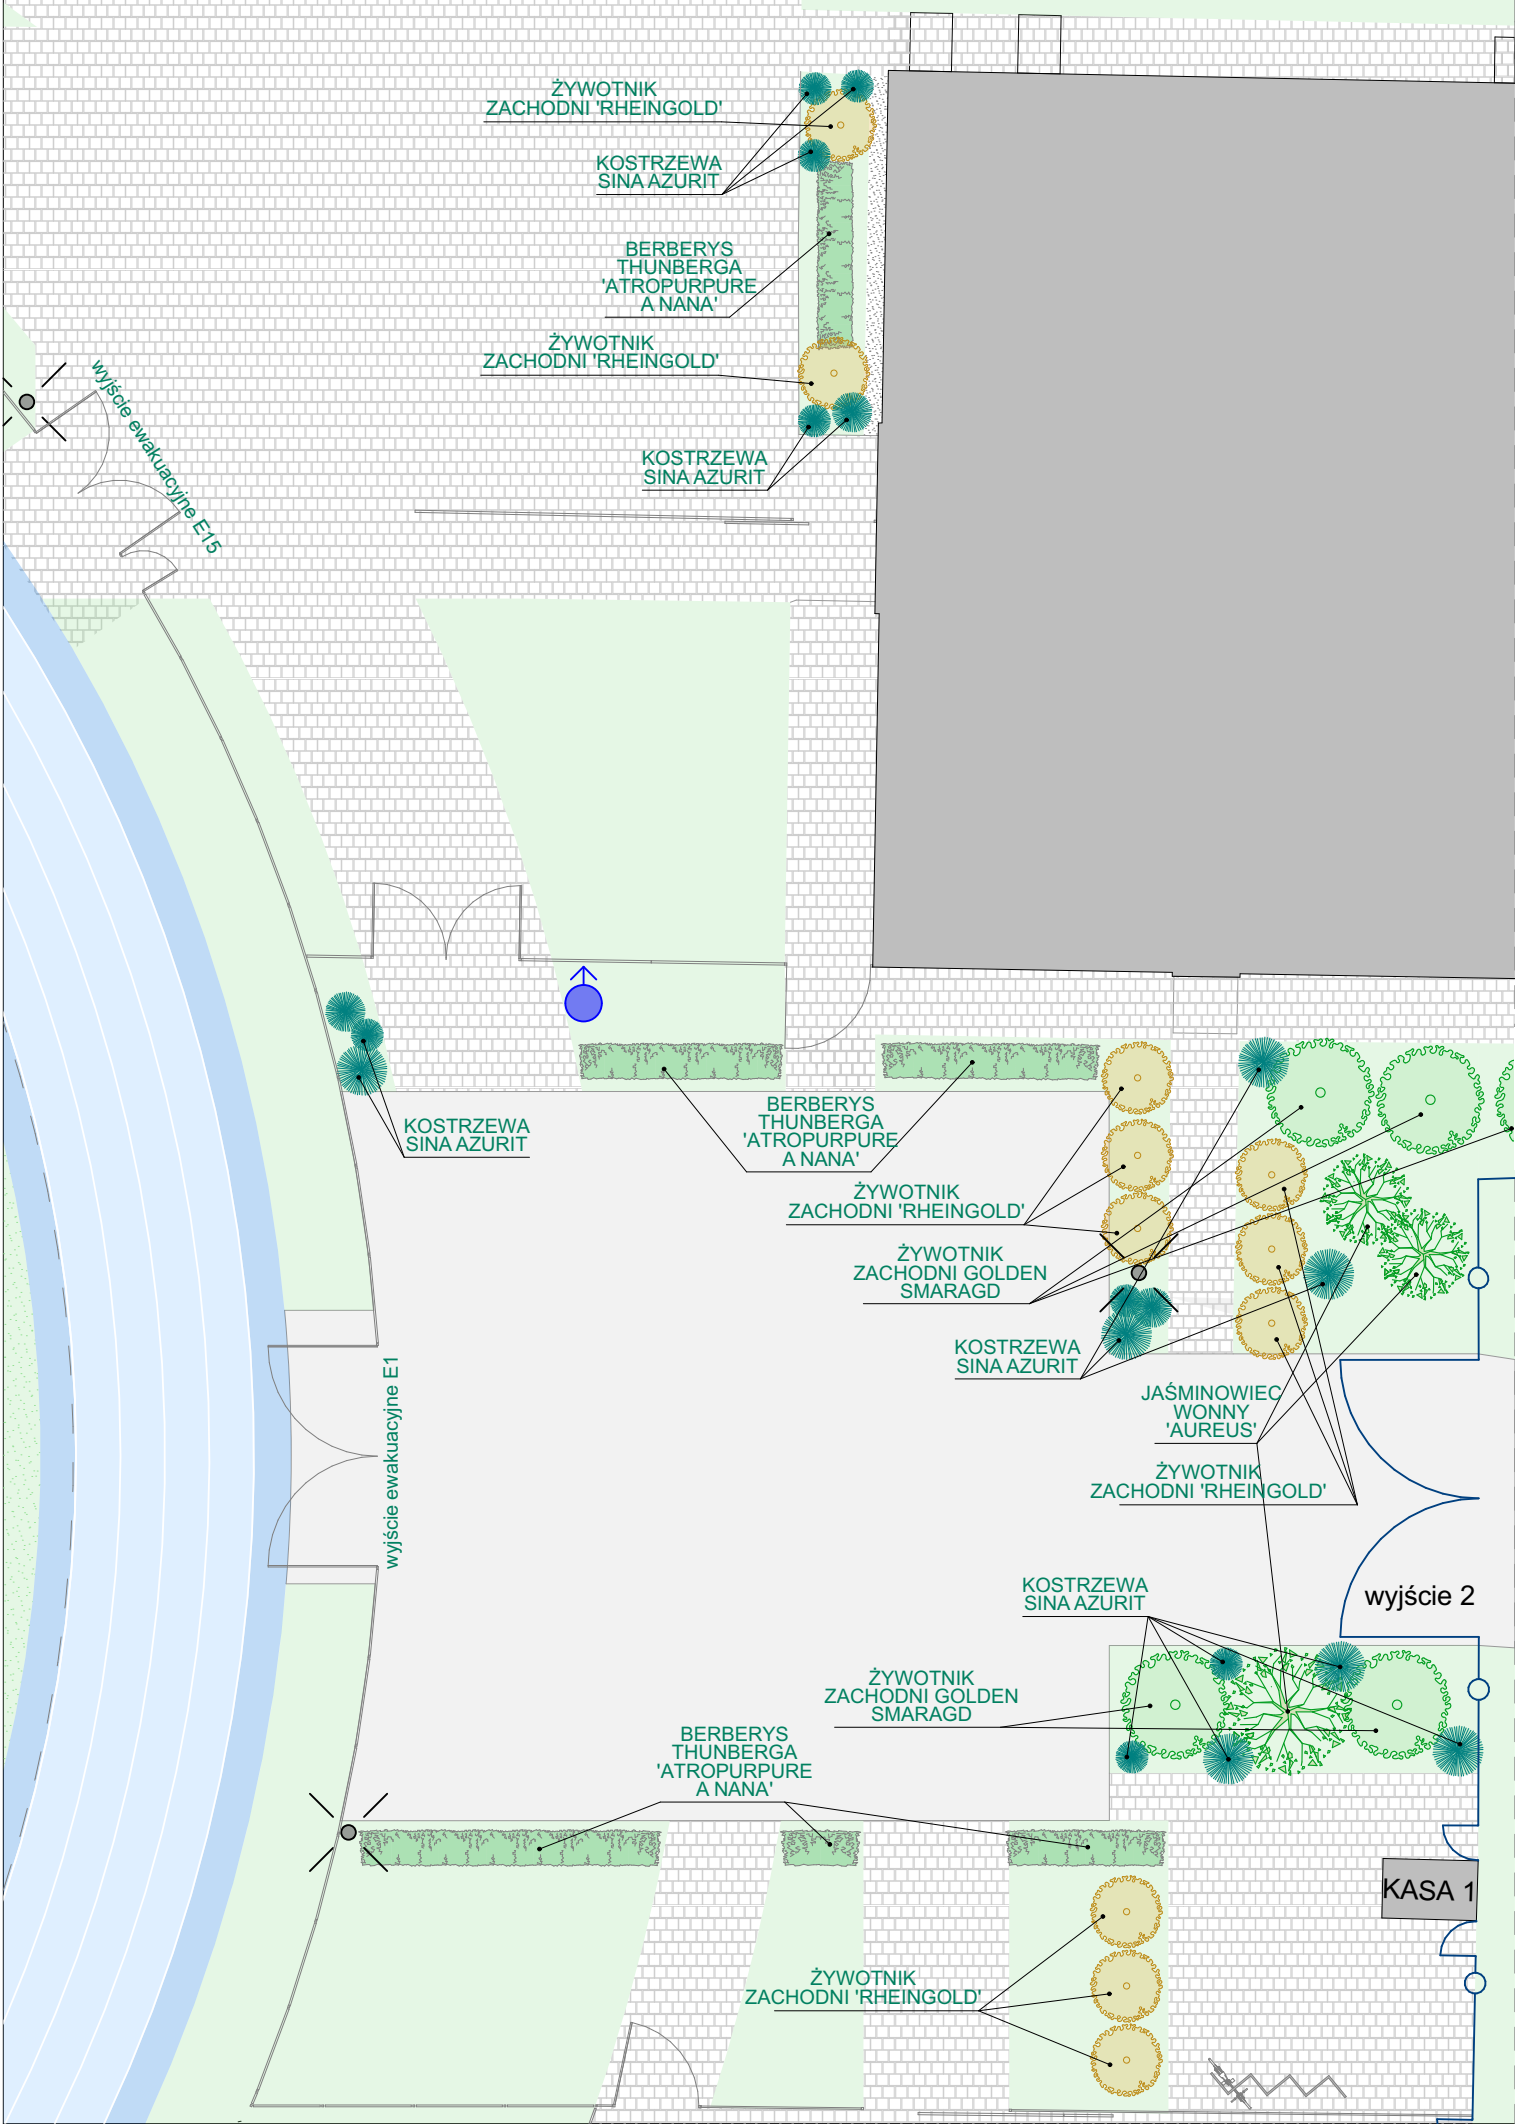 ŻYWOTNIK
ZACHODNI 'RHEINGOLD'
KOSTRZEWA
SINA AZURIT
BERBERYS
THUNBERGA
'ATROPURPURE
A NANA'
ŻYWOTNIK
ZACHODNI 'RHEINGOLD'
wyjście ewakuacyjne E15
KOSTRZEWA
SINA AZURIT
KOSTRZEWA
SINA AZURIT
BERBERYS
THUNBERGA
'ATROPURPURE
A NANA'
ŻYWOTNIK
ZACHODNI 'RHEINGOLD'
ŻYWOTNIK
ZACHODNI GOLDEN
SMARAGD
KOSTRZEWA
SINA AZURIT
wyjście ewakuacyjne E1
JAŚMINOWIEC
WONNY
'AUREUS'
ŻYWOTNIK
ZACHODNI 'RHEINGOLD'
KOSTRZEWA
SINA AZURIT
wyjście 2
ŻYWOTNIK
ZACHODNI GOLDEN
SMARAGD
BERBERYS
THUNBERGA
'ATROPURPURE
A NANA'
KASA 1
ŻYWOTNIK
ZACHODNI 'RHEINGOLD'